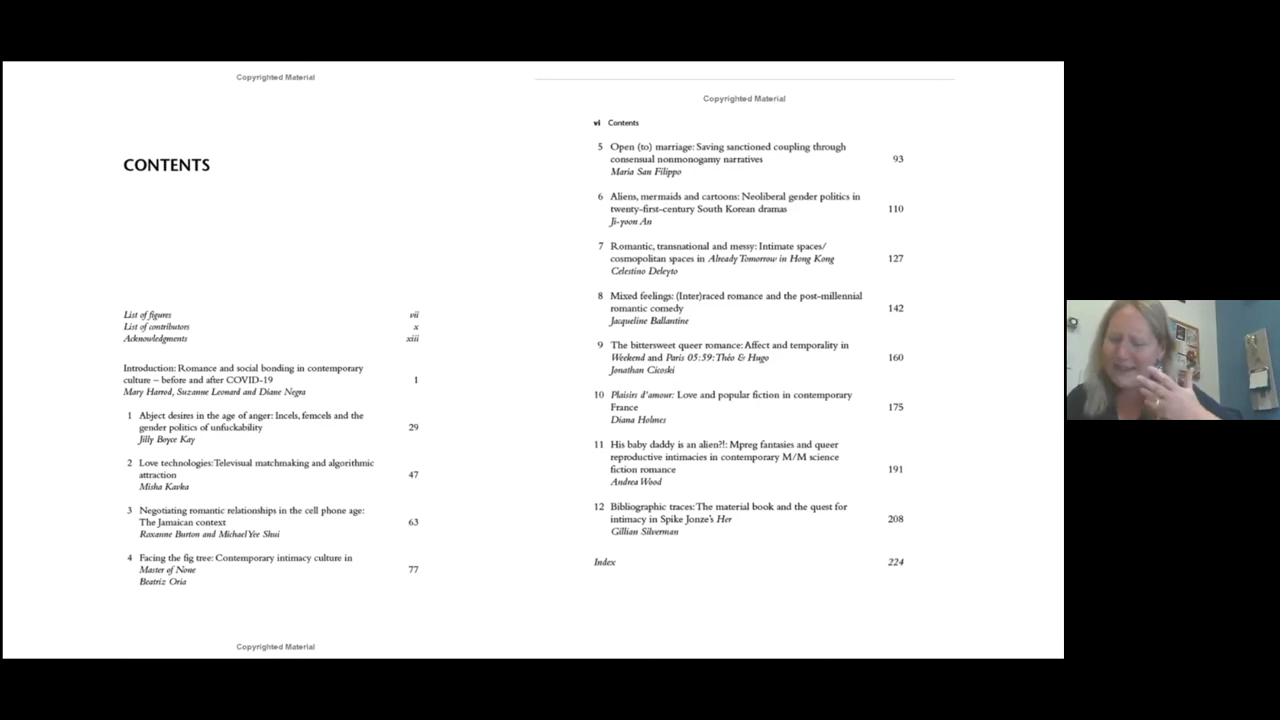 Copyrighted Material
CONTENTS
List of figures vii
List of contributors x
Acknowledgments xiii
Introduction: Romance and social bonding in contemporary
culture – before and after COVID-19 1
Mary Harrod, Suzanne Leonard and Diane Negra
1 Abject desires in the age of anger: Incels, femcels and the
gender politics of unfuckability 29
Jilly Boyce Kay
2 Love technologies: Televisual matchmaking and algorithmic
attraction 47
Misha Kavka
3 Negotiating romantic relationships in the cell phone age:
The Jamaican context 63
Roxanne Burton and Michael Yee Shui
4 Facing the fig tree: Contemporary intimacy culture in
Master of None 77
Beatriz Oria
Copyrighted Material
Copyrighted Material
vi Contents
5 Open (to) marriage: Saving sanctioned coupling through
consensual nonmonogamy narratives 93
Maria San Filippo
6 Aliens, mermaids and cartoons: Neoliberal gender politics in
twenty-first-century South Korean dramas 110
Ji-yoon An
7 Romantic, transnational and messy: Intimate spaces/
cosmopolitan spaces in Already Tomorrow in Hong Kong 127
Celestino Deleyto
8 Mixed feelings: (Inter)raced romance and the post-millennial
romantic comedy 142
Jacqueline Ballantine
9 The bittersweet queer romance: Affect and temporality in
Weekend and Paris 05:59: Théo & Hugo 160
Jonathan Cicoski
10 Plaisirs d'amour: Love and popular fiction in contemporary
France 175
Diana Holmes
11 His baby daddy is an alien?!: Mpreg fantasies and queer
reproductive intimacies in contemporary M/M science
fiction romance 191
Andrea Wood
12 Bibliographic traces: The material book and the quest for
intimacy in Spike Jonze's Her 208
Gillian Silverman
Index 224